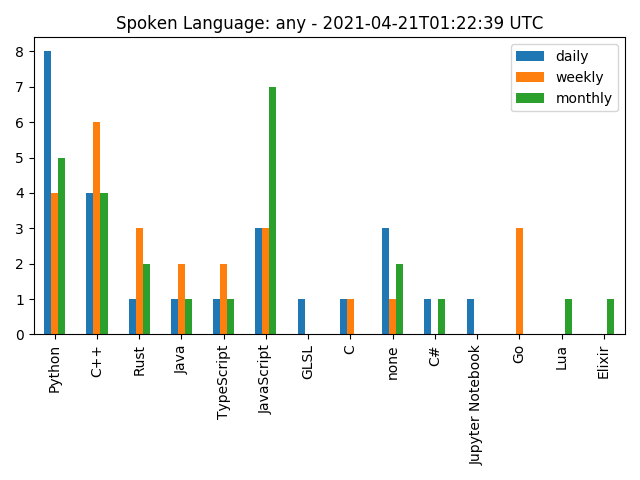 Spoken Language: any - 2021-04-21T01:22:39 UTC
daily
weekly
monthly
8
7
6
5
4
3
2
1
0
Python
C++
Rust
Java
TypeScript
JavaScript
GLSL
C
none
C#
Jupyter Notebook
Go
Lua
Elixir